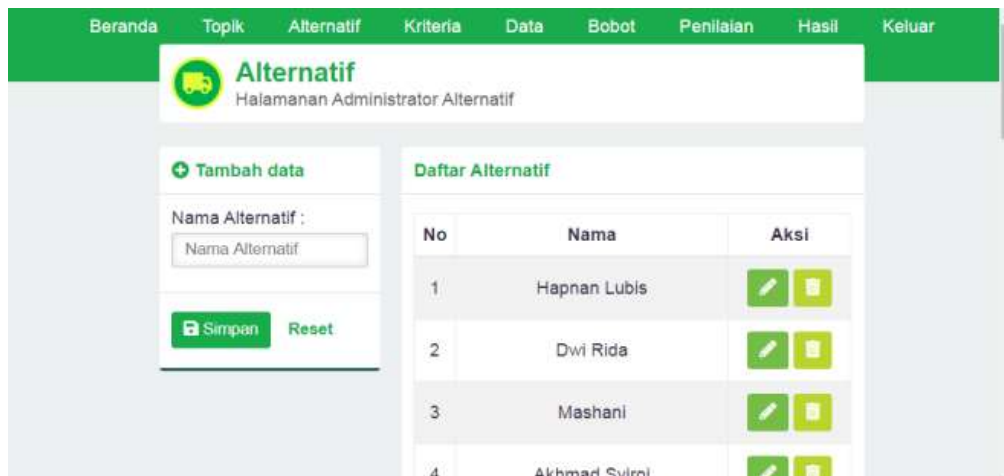 Beranda Topik Alternatif Kriteria Data Bobot Penilaian Hasil Keluar
Alternatif
Halamanan Administrator Alternatif
Tambah data
Nama Alternatif :
Nama Alternatif
Simpan Reset
Daftar Alternatif
No Nama Aksi
1 Hapnan Lubis
2 Dwi Rida
3 Mashani
4 Akhmad